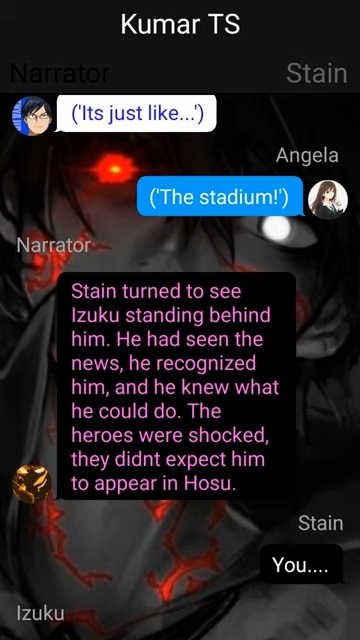 Kumar TS
Narrator
Stain
('Its just like...')
Angela
('The stadium!')
Narrator
Stain turned to see
Izuku standing behind
him. He had seen the
news, he recognized
him, and he knew what
he could do. The
heroes were shocked,
they didnt expect him
to appear in Hosu.
Stain
You....
Izuku